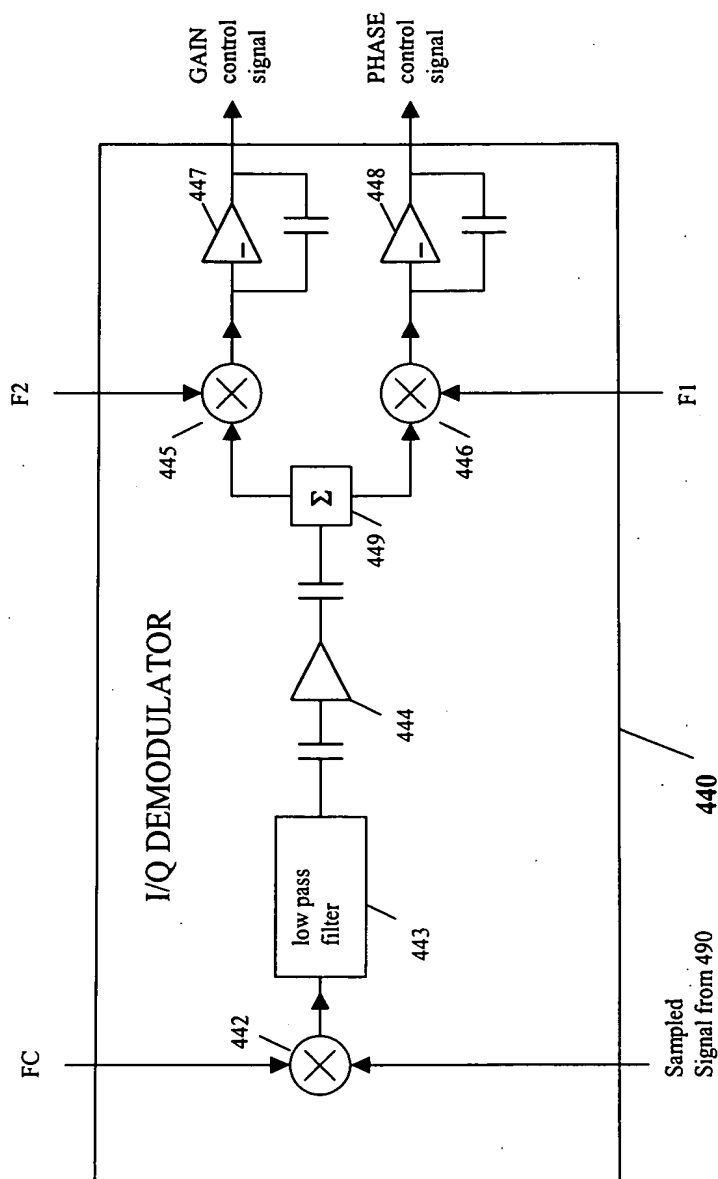 I/Q DEMODULATOR
FC
442
Sampled
Signal from 490
low pass
filter
443
444
Σ
449
F2
445
446
F1
447
448
GAIN
control
signal
PHASE
control
signal
440